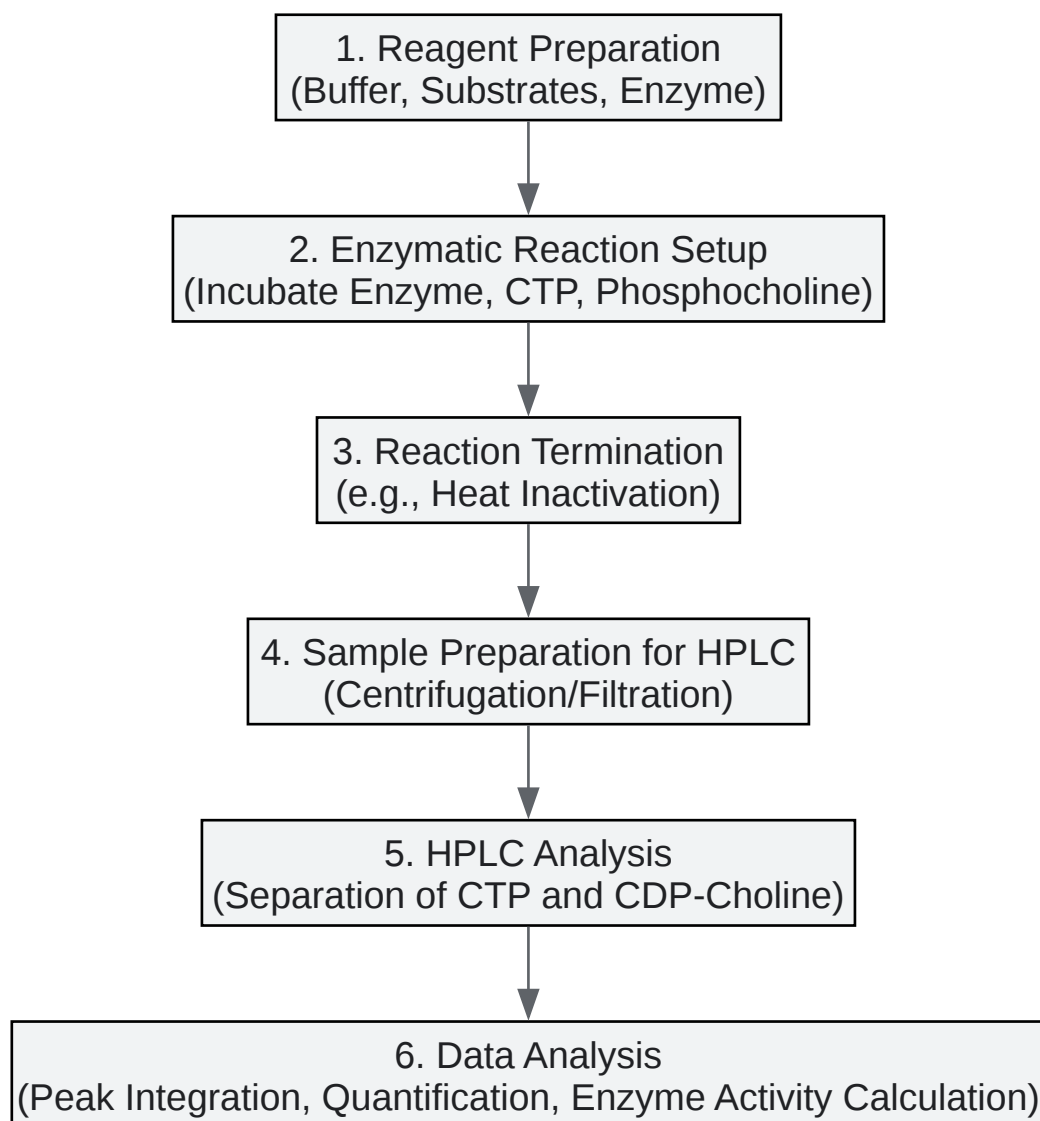 1. Reagent Preparation
(Buffer, Substrates, Enzyme)
2. Enzymatic Reaction Setup
(Incubate Enzyme, CTP, Phosphocholine)
3. Reaction Termination
(e.g., Heat Inactivation)
4. Sample Preparation for HPLC
(Centrifugation/Filtration)
5. HPLC Analysis
(Separation of CTP and CDP-Choline)
6. Data Analysis
(Peak Integration, Quantification, Enzyme Activity Calculation)